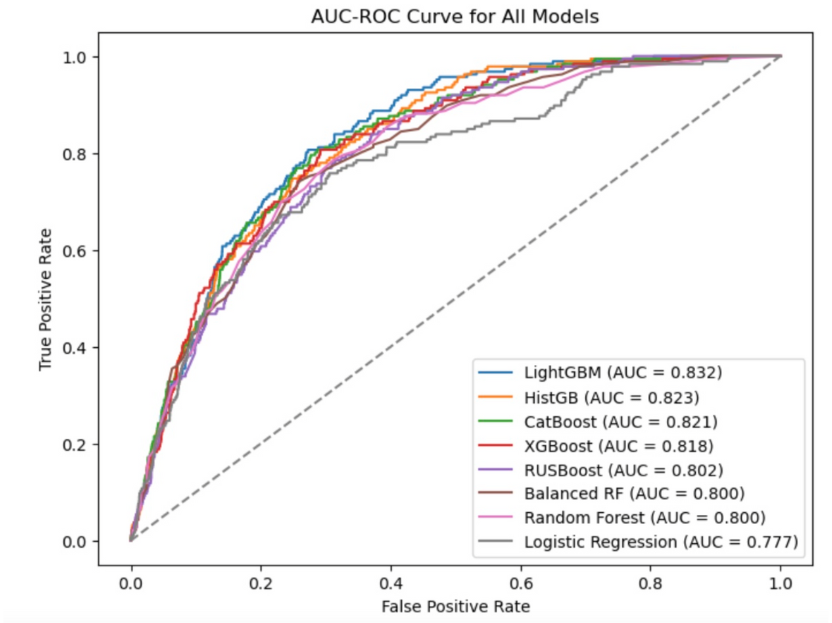 AUC-ROC Curve for All Models
1.0
0.8
0.6
0.4
0.2
0.0
True Positive Rate
LightGBM (AUC = 0.832)
HistGB (AUC = 0.823)
CatBoost (AUC = 0.821)
XGBoost (AUC = 0.818)
RUSBoost (AUC = 0.802)
Balanced RF (AUC = 0.800)
Random Forest (AUC = 0.800)
Logistic Regression (AUC = 0.777)
0.0 0.2 0.4 0.6 0.8 1.0
False Positive Rate